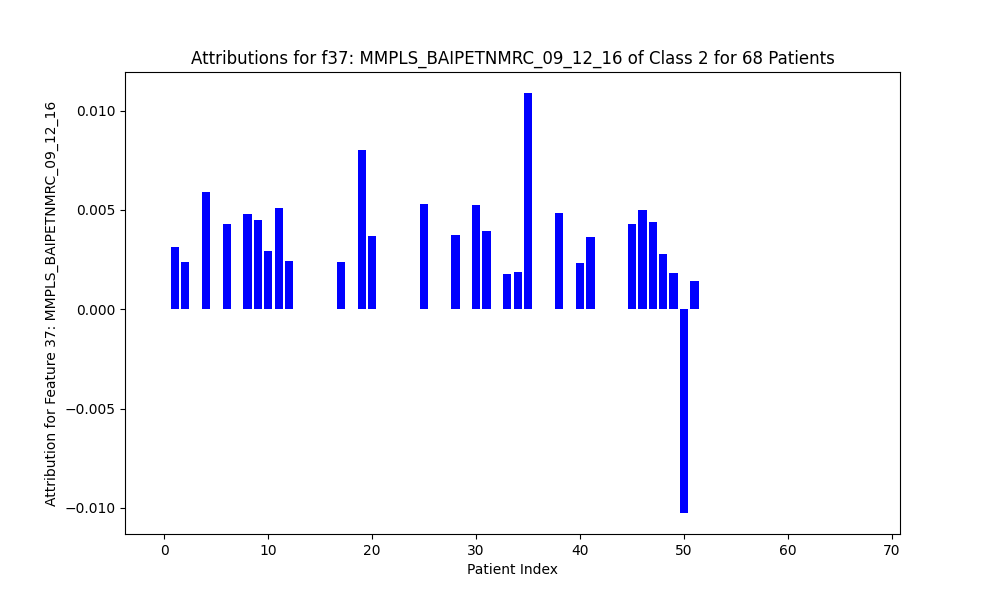 Attributions for f37: MMPLS_BAIPETNMRC_09_12_16 of Class 2 for 68 Patients
Attribution for Feature 37: MMPLS_BAIPETNMRC_09_12_16
0.010
0.005
0.000
−0.005
−0.010
0 10 20 30 40 50 60 70
Patient Index